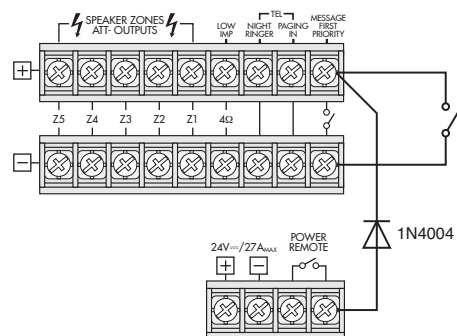 SPEAKER ZONES
ATT- OUTPUTS
LOW
IMP
TEL
NIGHT
RINGER
PAGING
IN
MESSAGE
FIRST
PRIORITY
+
Z5 Z4 Z3 Z2 Z1 4Ω
−
1N4004
24V⎓/27AMAX
POWER
REMOTE
+ −